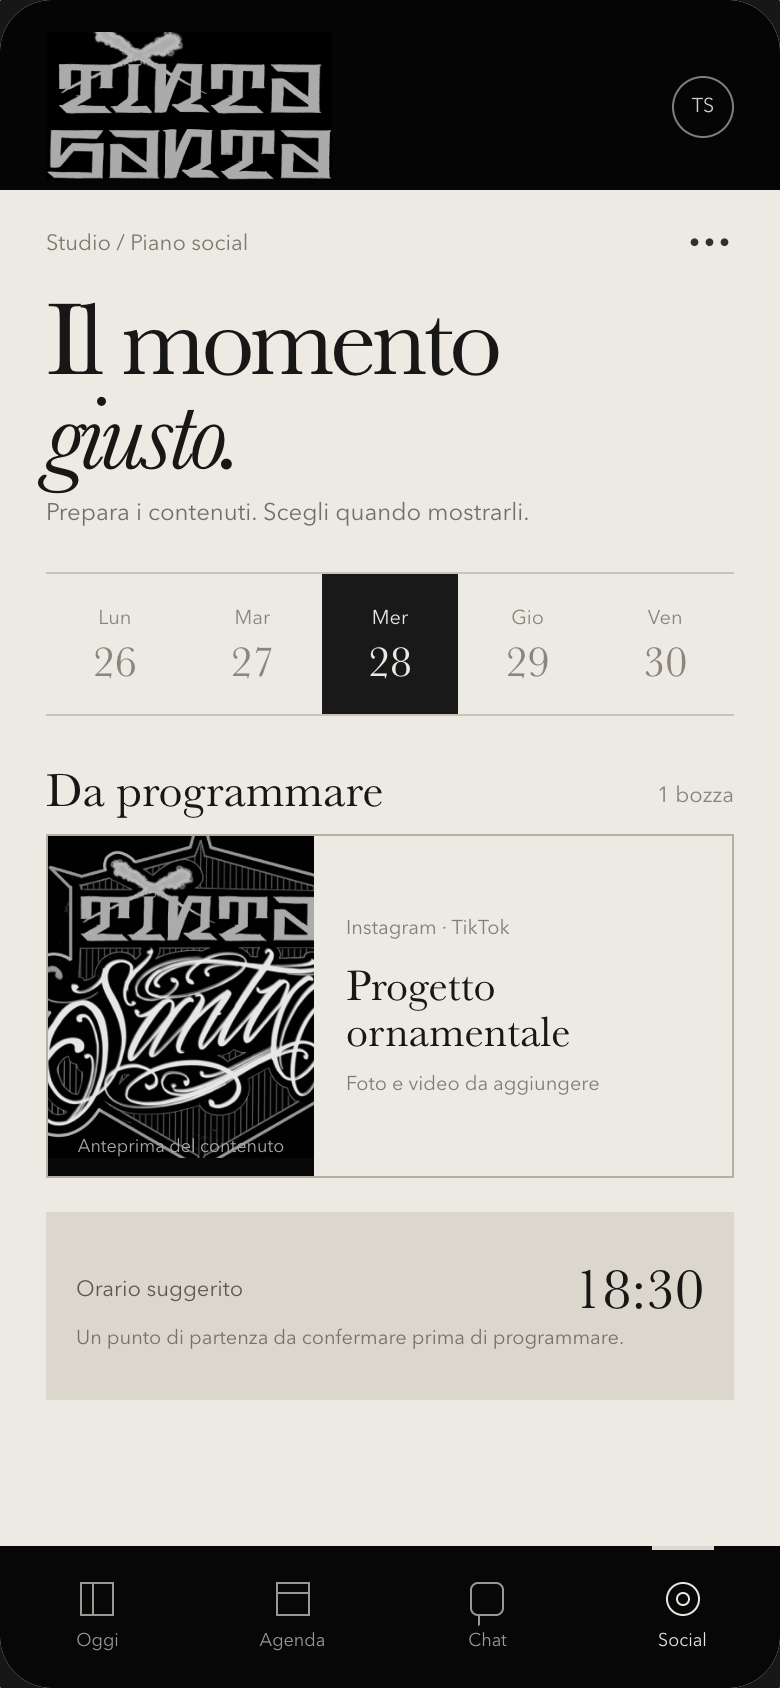 TINTA
SANTA
TS
Studio / Piano social
Il momento
giusto.
Prepara i contenuti. Scegli quando mostrarli.
Lun
Mar
Mer
Gio
Ven
26
27
28
29
30
Da programmare
1 bozza
TINTA
Santa
Anteprima del contenuto
Instagram · TikTok
Progetto
ornamentale
Foto e video da aggiungere
Orario suggerito
18:30
Un punto di partenza da confermare prima di programmare.
Oggi
Agenda
Chat
Social